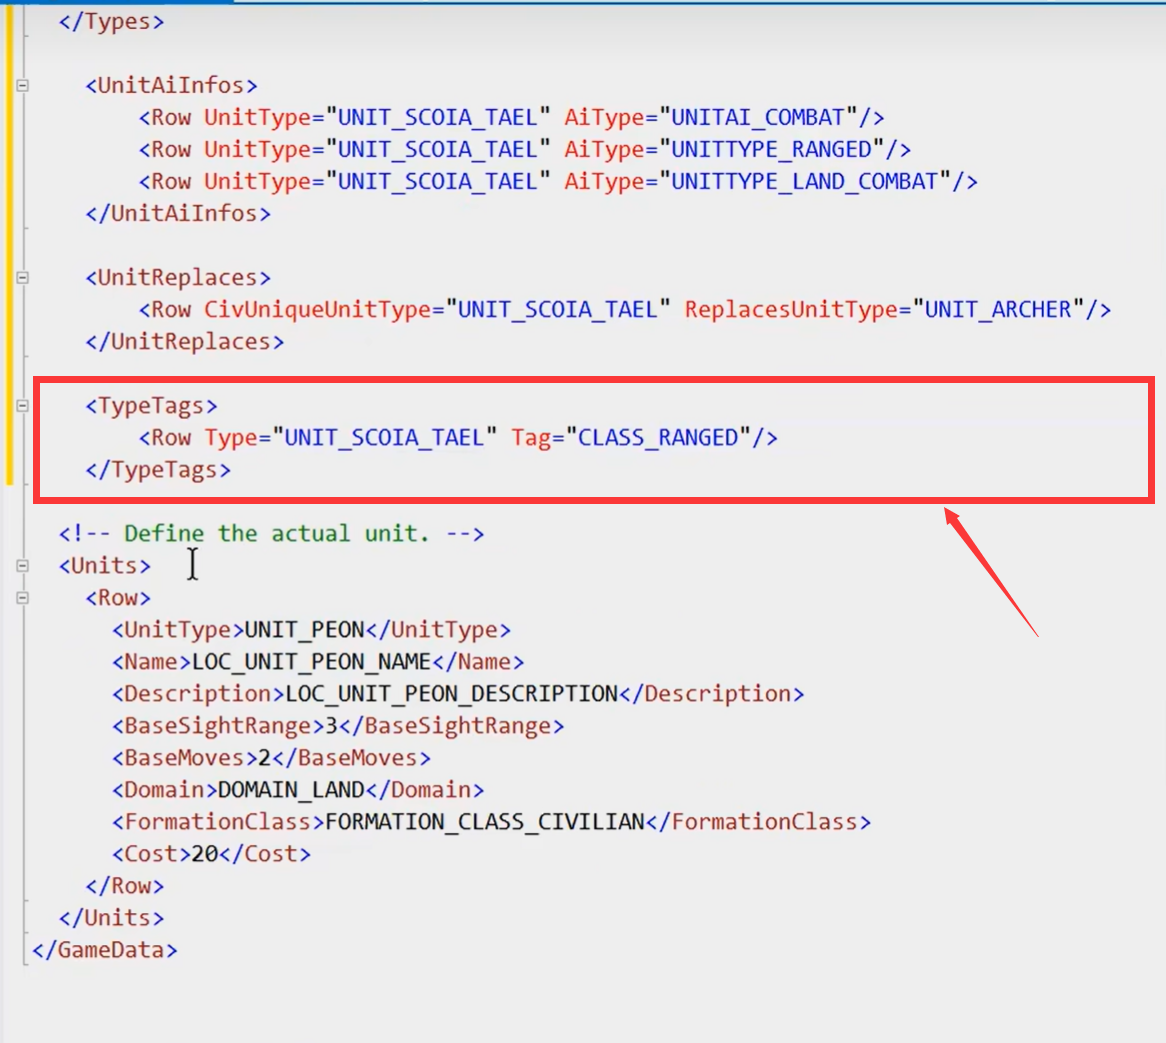 </Types>
<UnitAiInfos>
<Row UnitType="UNIT_SCOIA_TAEL" AiType="UNITAI_COMBAT"/>
<Row UnitType="UNIT_SCOIA_TAEL" AiType="UNITTYPE_RANGED"/>
<Row UnitType="UNIT_SCOIA_TAEL" AiType="UNITTYPE_LAND_COMBAT"/>
</UnitAiInfos>
<UnitReplaces>
<Row CivUniqueUnitType="UNIT_SCOIA_TAEL" ReplacesUnitType="UNIT_ARCHER"/>
</UnitReplaces>
<TypeTags>
<Row Type="UNIT_SCOIA_TAEL" Tag="CLASS_RANGED"/>
</TypeTags>
<!-- Define the actual unit. -->
<Units>
<Row>
<UnitType>UNIT_PEON</UnitType>
<Name>LOC_UNIT_PEON_NAME</Name>
<Description>LOC_UNIT_PEON_DESCRIPTION</Description>
<BaseSightRange>3</BaseSightRange>
<BaseMoves>2</BaseMoves>
<Domain>DOMAIN_LAND</Domain>
<FormationClass>FORMATION_CLASS_CIVILIAN</FormationClass>
<Cost>20</Cost>
</Row>
</Units>
</GameData>